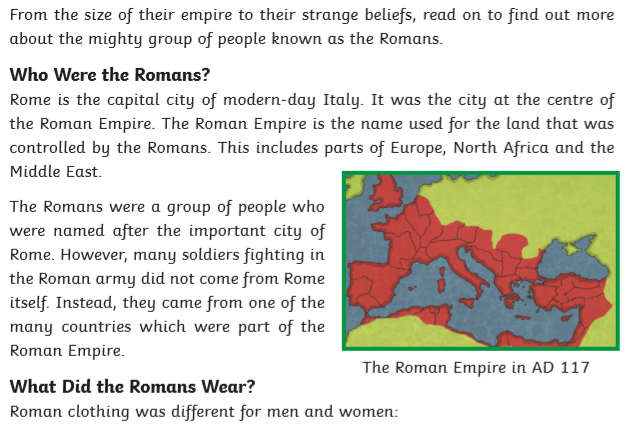 From the size of their empire to their strange beliefs, read on to find out more
about the mighty group of people known as the Romans.
Who Were the Romans?
Rome is the capital city of modern-day Italy. It was the city at the centre of
the Roman Empire. The Roman Empire is the name used for the land that was
controlled by the Romans. This includes parts of Europe, North Africa and the
Middle East.
The Romans were a group of people who
were named after the important city of
Rome. However, many soldiers fighting in
the Roman army did not come from Rome
itself. Instead, they came from one of the
many countries which were part of the
Roman Empire.
The Roman Empire in AD 117
What Did the Romans Wear?
Roman clothing was different for men and women: